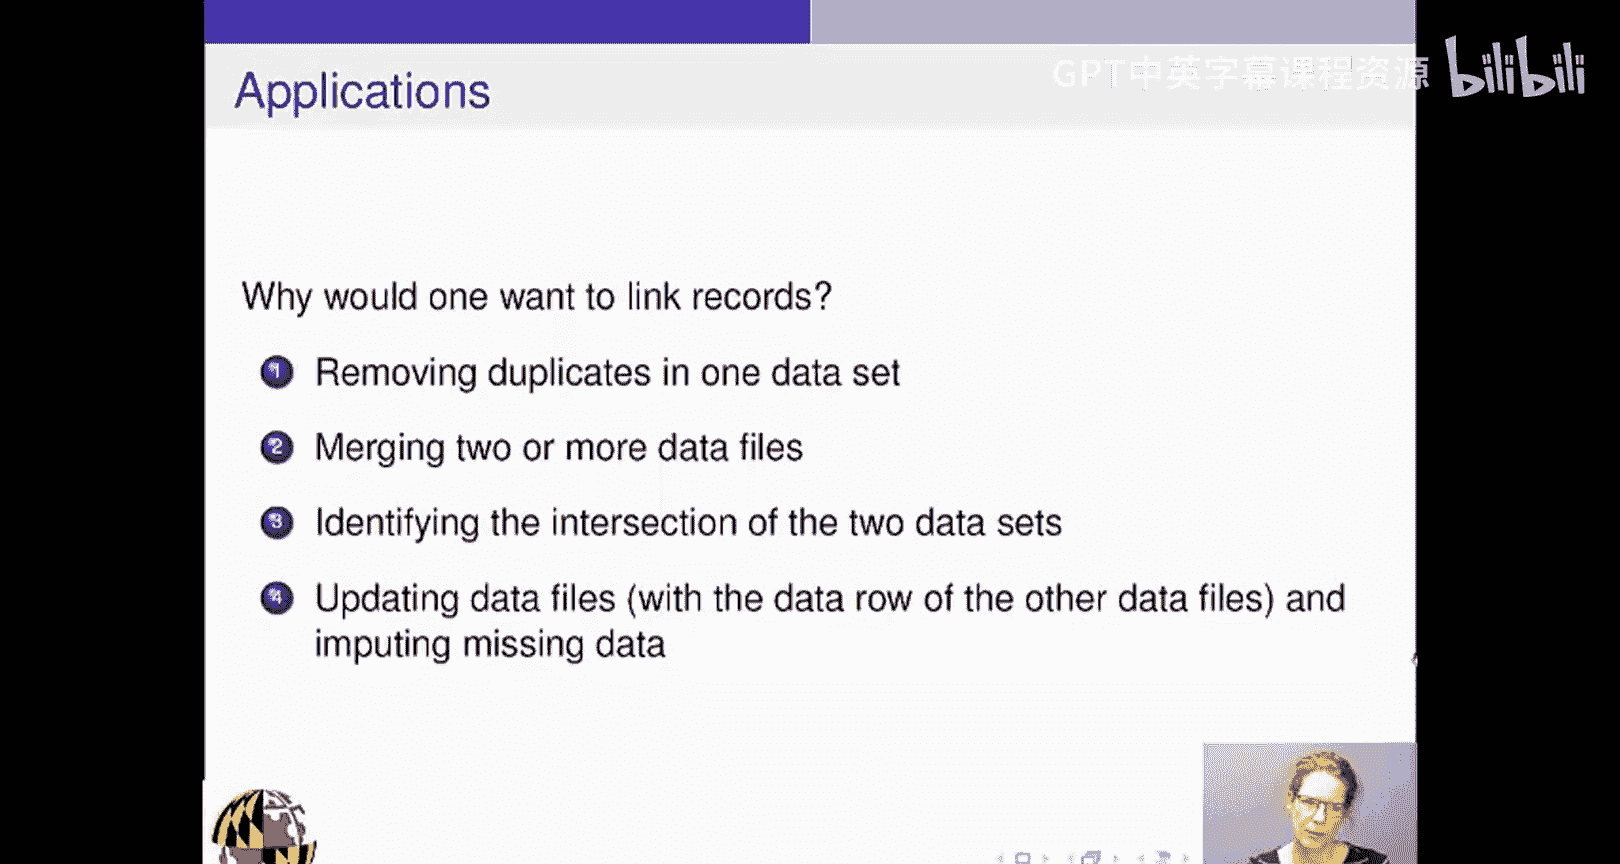 GPT中英字幕课程资源 bilibili
Applications
Why would one want to link records?
1 Removing duplicates in one data set
2 Merging two or more data files
3 Identifying the intersection of the two data sets
4 Updating data files (with the data row of the other data files) and
imputing missing data